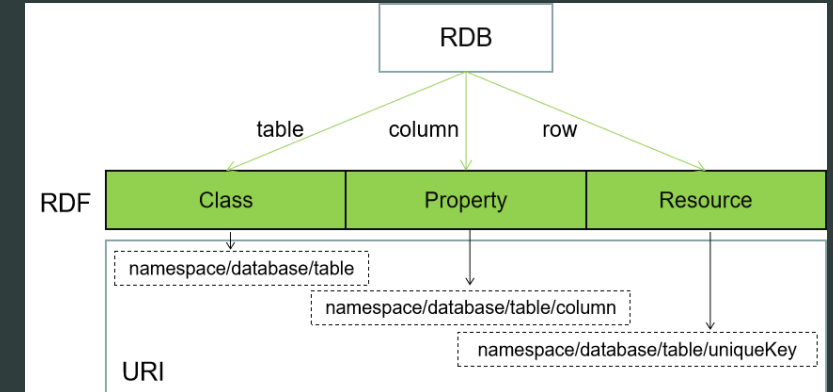 RDB
table
column
row
RDF
Class
Property
Resource
namespace/database/table
namespace/database/table/column
namespace/database/table/uniqueKey
URI